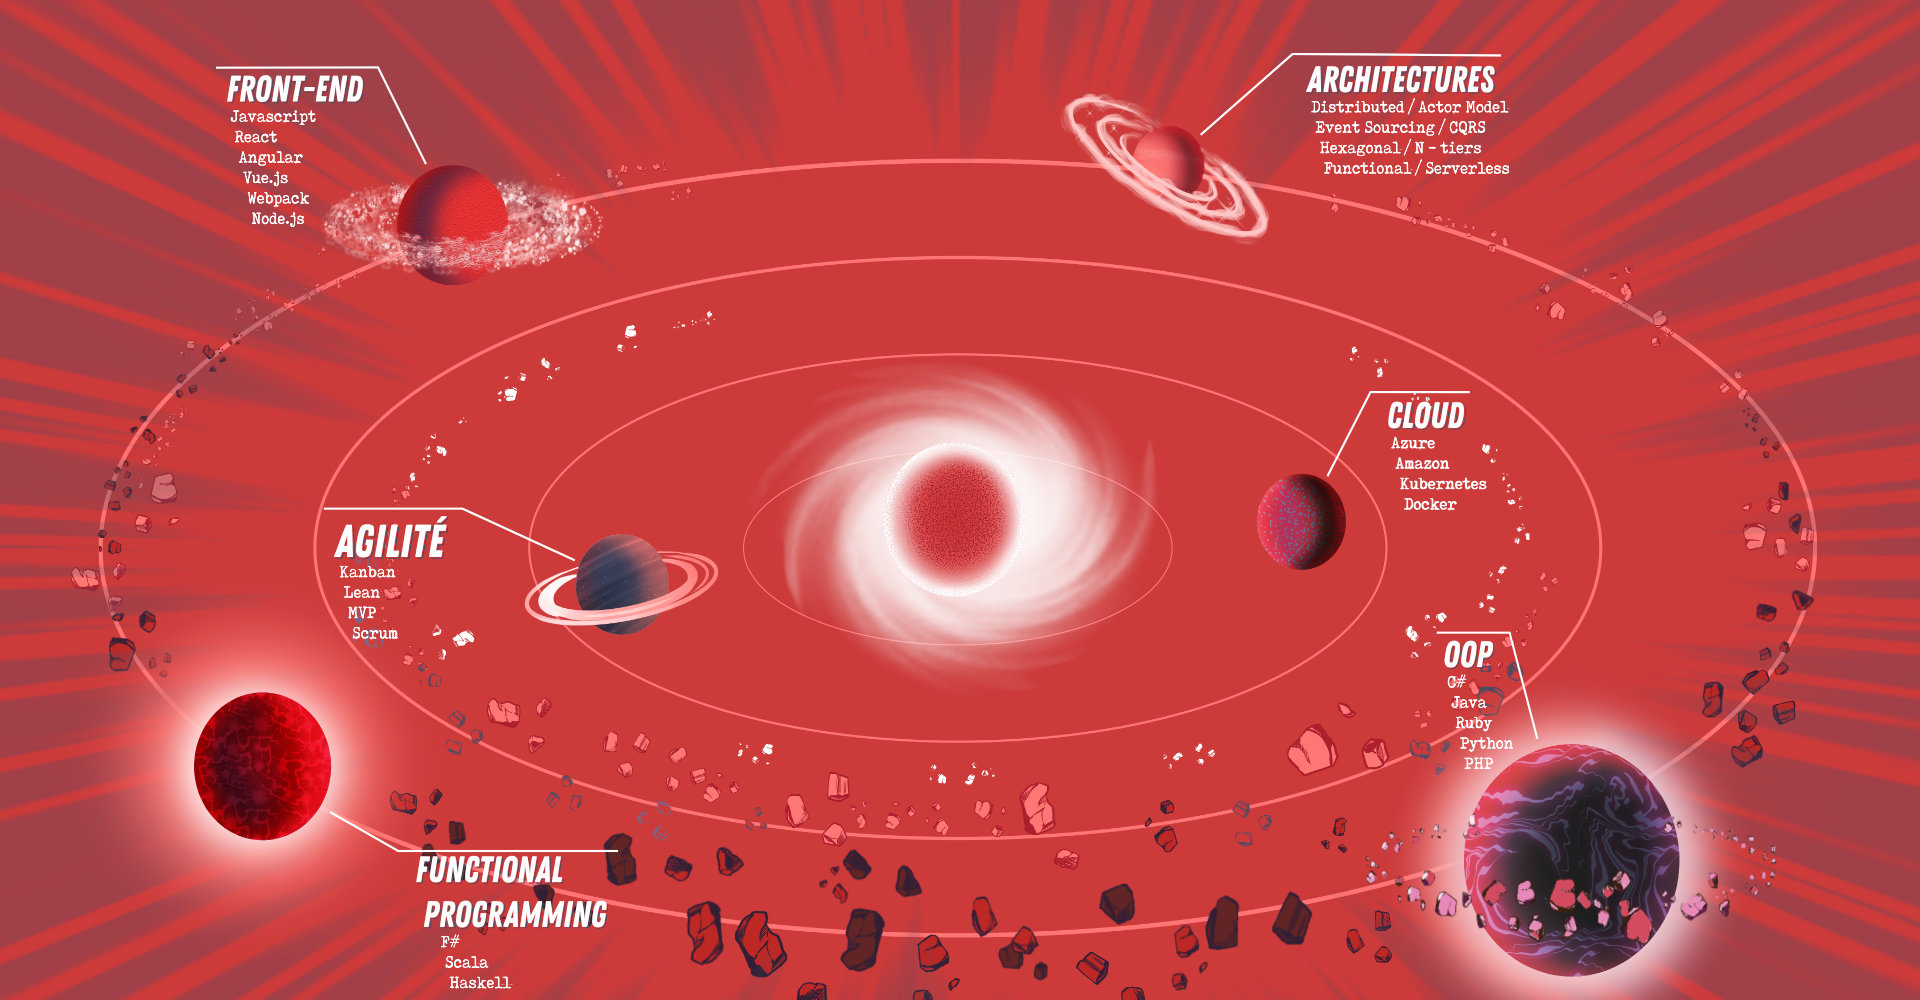 FRONT-END
Javascript
React
Angular
Vue.js
Webpack
Node.js
ARCHITECTURES
Distributed / Actor Model
Event Sourcing / CQRS
Hexagonal / N - tiers
Functional / Serverless
CLOUD
Azure
Amazon
Kubernetes
Docker
AGILITÉ
Kanban
Lean
MVP
Scrum
OOP
C#
Java
Ruby
Python
PHP
FUNCTIONAL
PROGRAMMING
F#
Scala
Haskell